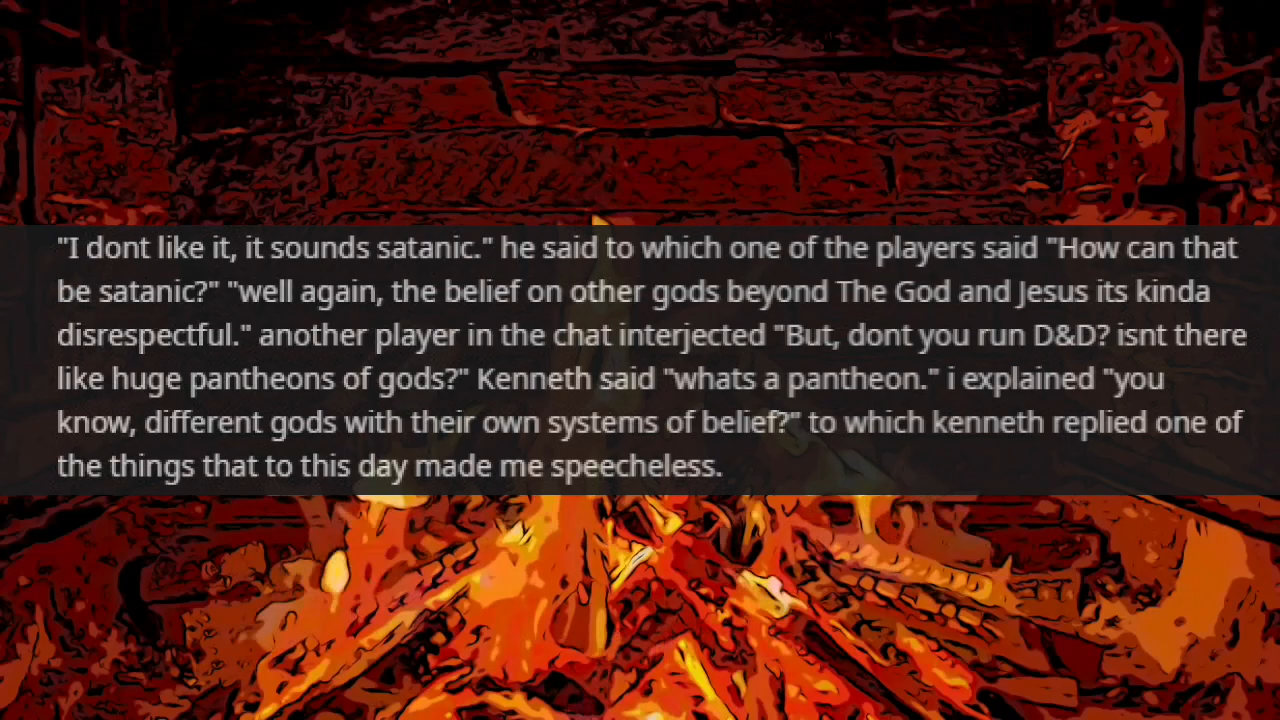 "I dont like it, it sounds satanic." he said to which one of the players said "How can that
be satanic?" "well again, the belief on other gods beyond The God and Jesus its kinda
disrespectful." another player in the chat interjected "But, dont you run D&D? isnt there
like huge pantheons of gods?" Kenneth said "whats a pantheon." i explained "you
know, different gods with their own systems of belief?" to which kenneth replied one of
the things that to this day made me speecheless.